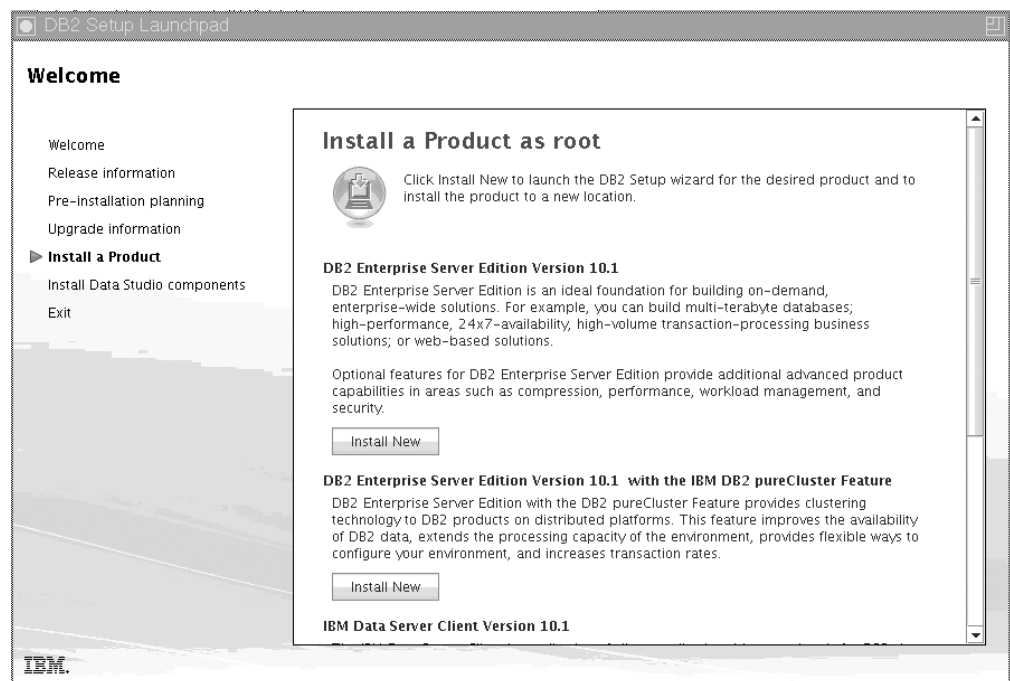 DB2 Setup Launchpad
Welcome
Welcome
Release information
Pre-installation planning
Upgrade information
Install a Product
Install Data Studio components
Exit
Install a Product as root
Click Install New to launch the DB2 Setup wizard for the desired product and to
install the product to a new location.
DB2 Enterprise Server Edition Version 10.1
DB2 Enterprise Server Edition is an ideal foundation for building on-demand,
enterprise-wide solutions. For example, you can build multi-terabyte databases;
high-performance, 24x7-availability, high-volume transaction-processing business
solutions; or web-based solutions.
Optional features for DB2 Enterprise Server Edition provide additional advanced product
capabilities in areas such as compression, performance, workload management, and
security.
Install New
DB2 Enterprise Server Edition Version 10.1 with the IBM DB2 pureCluster Feature
DB2 Enterprise Server Edition with the DB2 pureCluster Feature provides clustering
technology to DB2 products on distributed platforms. This feature improves the availability
of DB2 data, extends the processing capacity of the environment, provides flexible ways to
configure your environment, and increases transaction rates.
Install New
IBM Data Server Client Version 10.1
IBM.